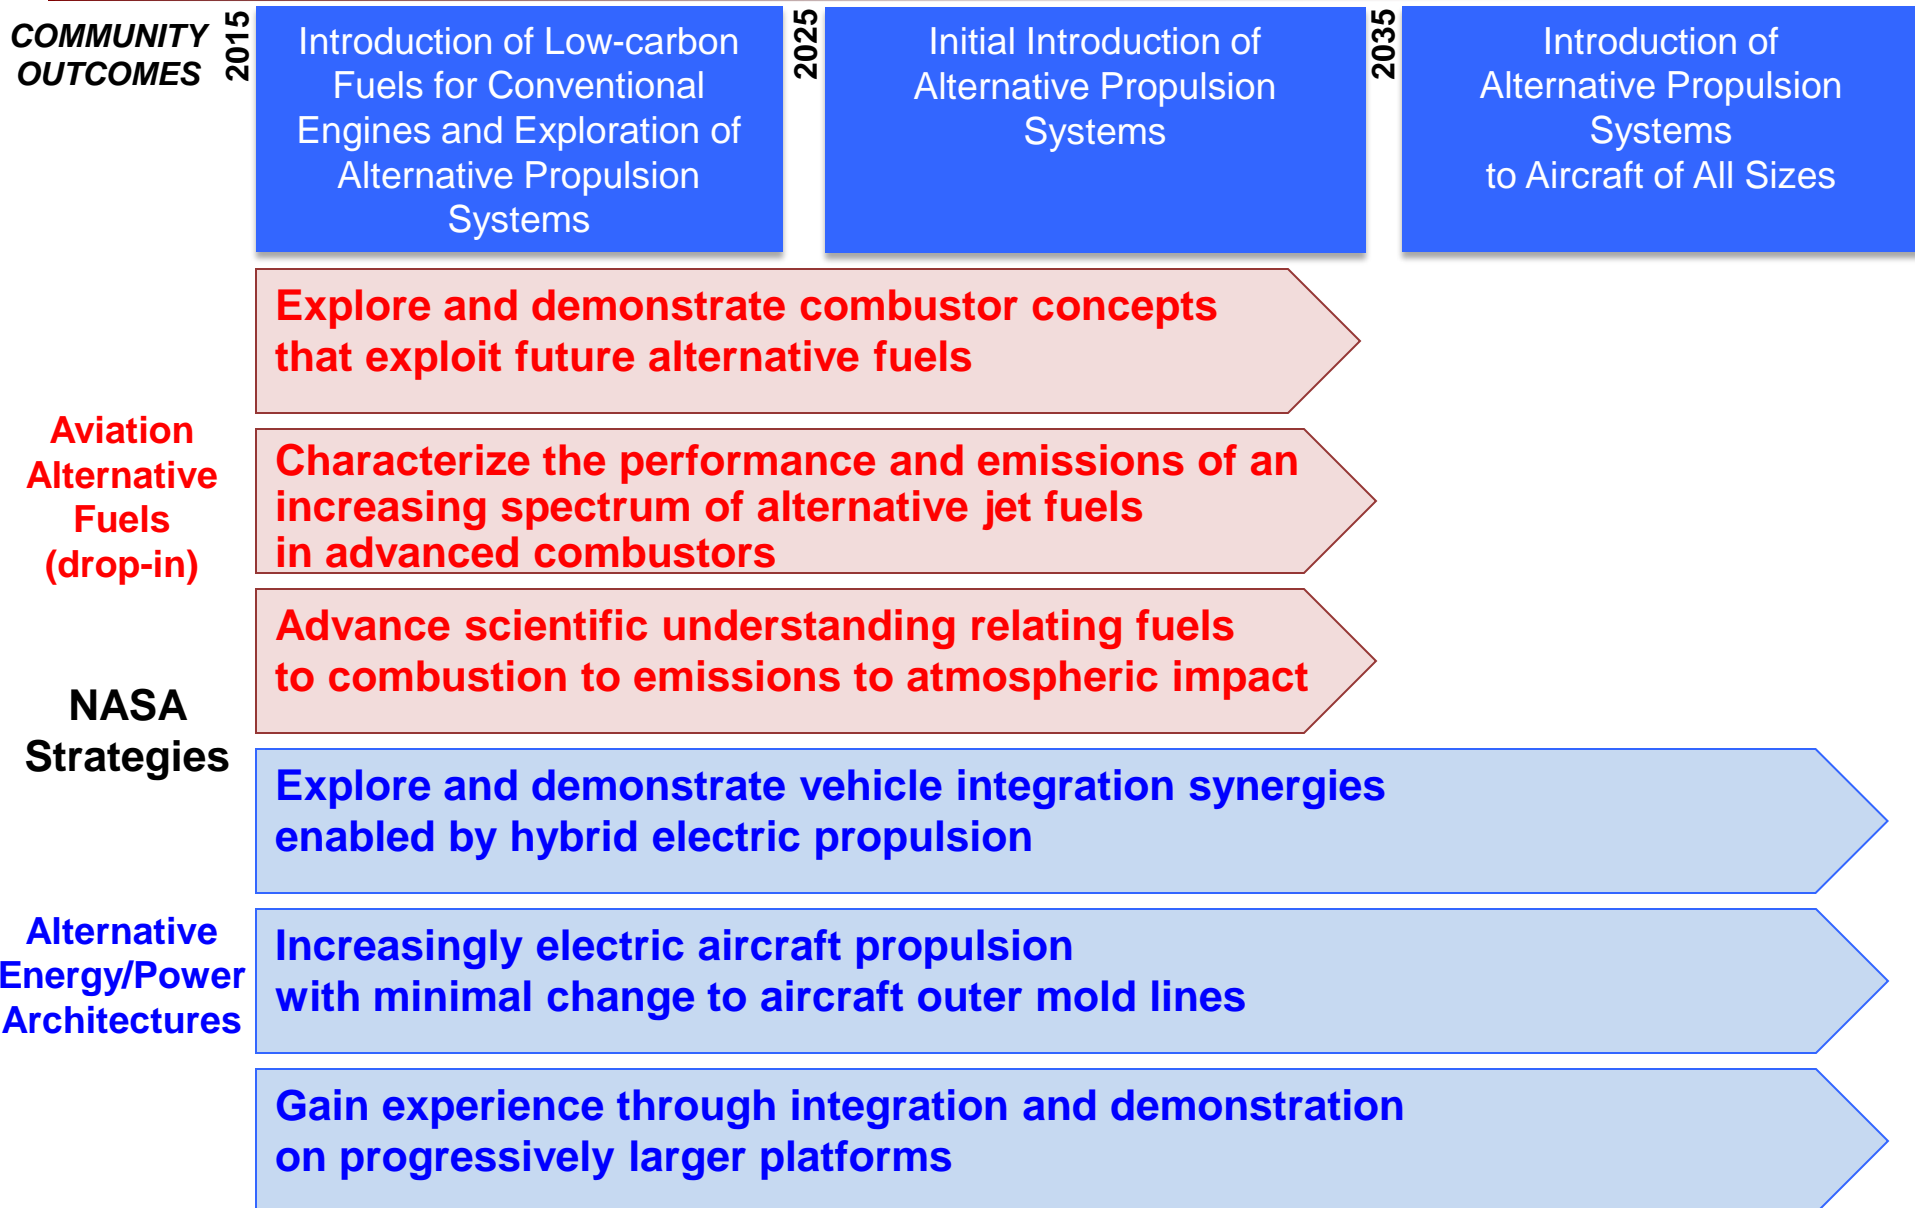 COMMUNITY
OUTCOMES
2015
Introduction of Low-carbon
Fuels for Conventional
Engines and Exploration of
Alternative Propulsion
Systems
2025
Initial Introduction of
Alternative Propulsion
Systems
2035
Introduction of
Alternative Propulsion
Systems
to Aircraft of All Sizes
Aviation
Alternative
Fuels
(drop-in)
Explore and demonstrate combustor concepts
that exploit future alternative fuels
Characterize the performance and emissions of an
increasing spectrum of alternative jet fuels
in advanced combustors
Advance scientific understanding relating fuels
to combustion to emissions to atmospheric impact
NASA
Strategies
Alternative
Energy/Power
Architectures
Explore and demonstrate vehicle integration synergies
enabled by hybrid electric propulsion
Increasingly electric aircraft propulsion
with minimal change to aircraft outer mold lines
Gain experience through integration and demonstration
on progressively larger platforms